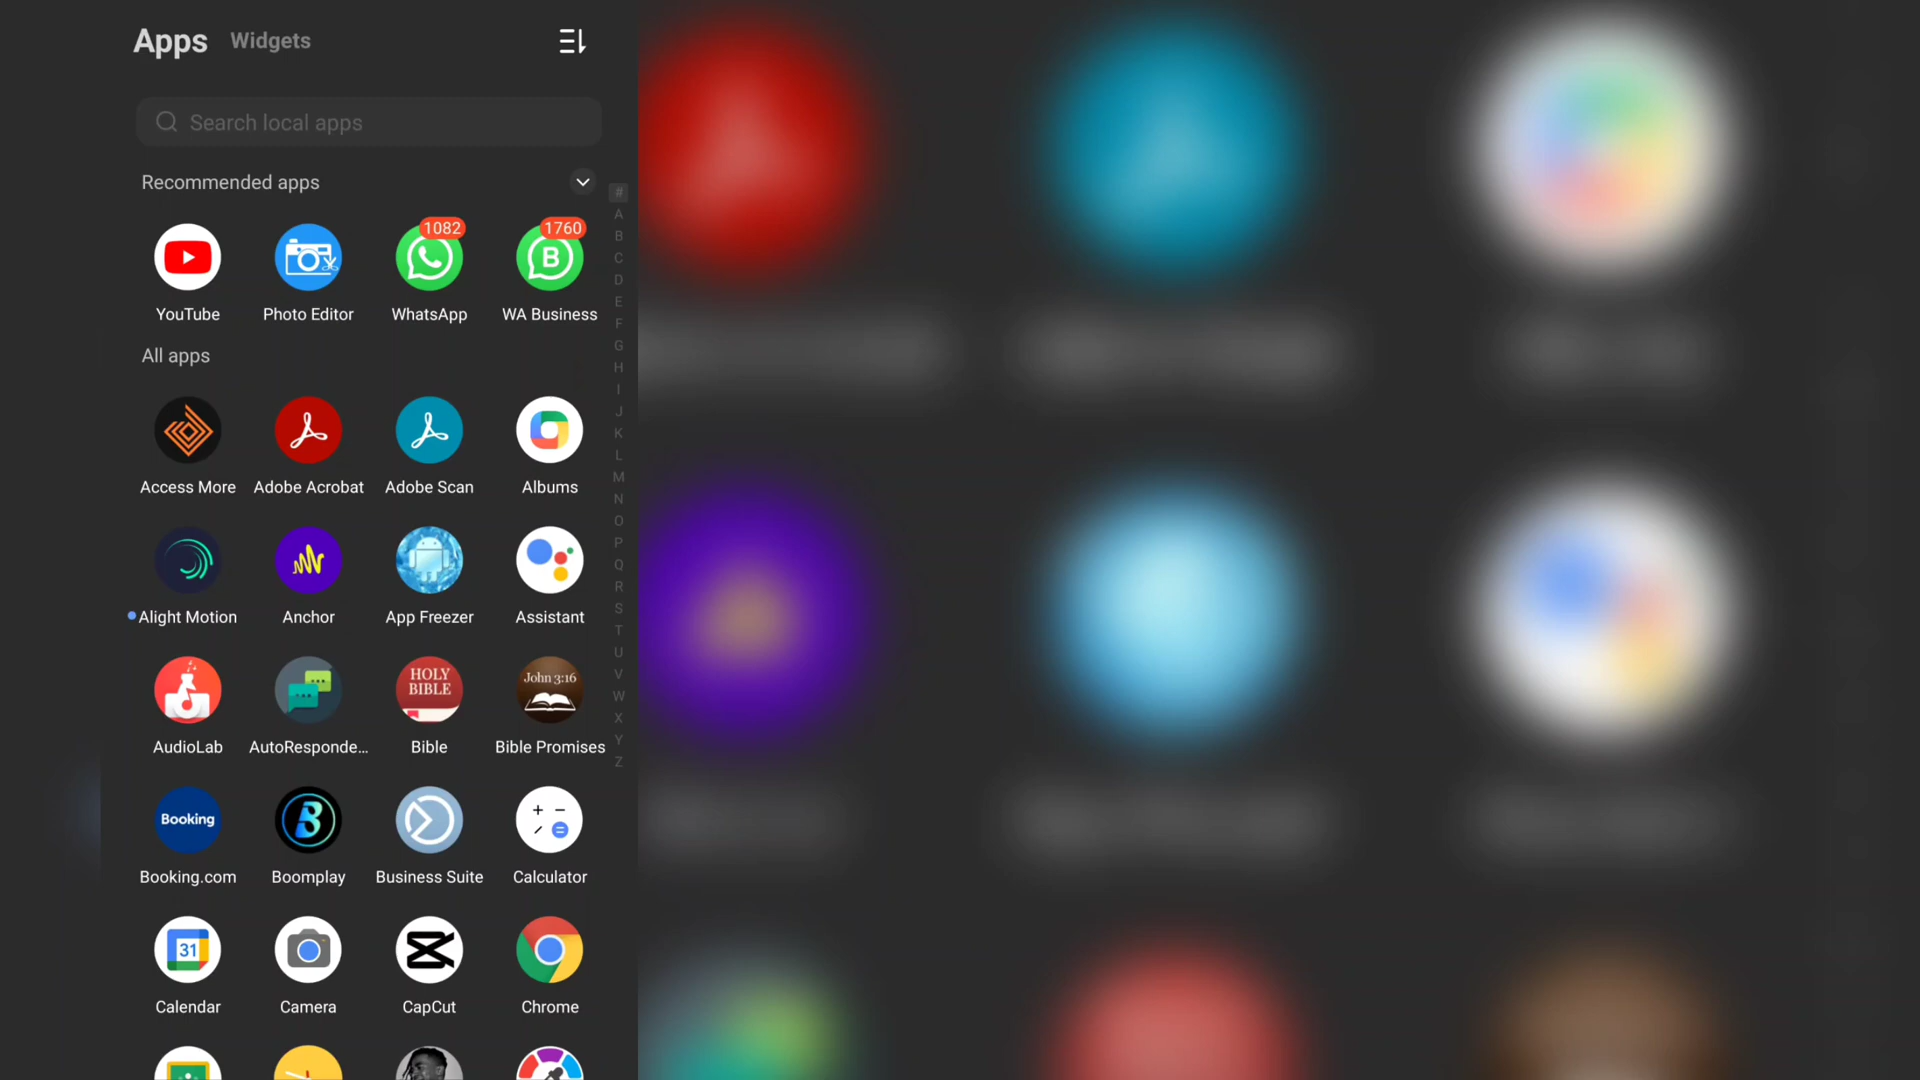 Apps Widgets
Search local apps
Recommended apps
1082 1760
YouTube Photo Editor WhatsApp WA Business
All apps
Access More Adobe Acrobat Adobe Scan Albums
Alight Motion Anchor App Freezer Assistant
HOLY
BIBLE
John 3:16
AudioLab AutoResponde... Bible Bible Promises
Booking
Booking.com Boomplay Business Suite Calculator
31
Calendar Camera CapCut Chrome
#
A
B
C
D
E
F
G
H
I
J
K
L
M
N
O
P
Q
R
S
T
U
V
W
X
Y
Z